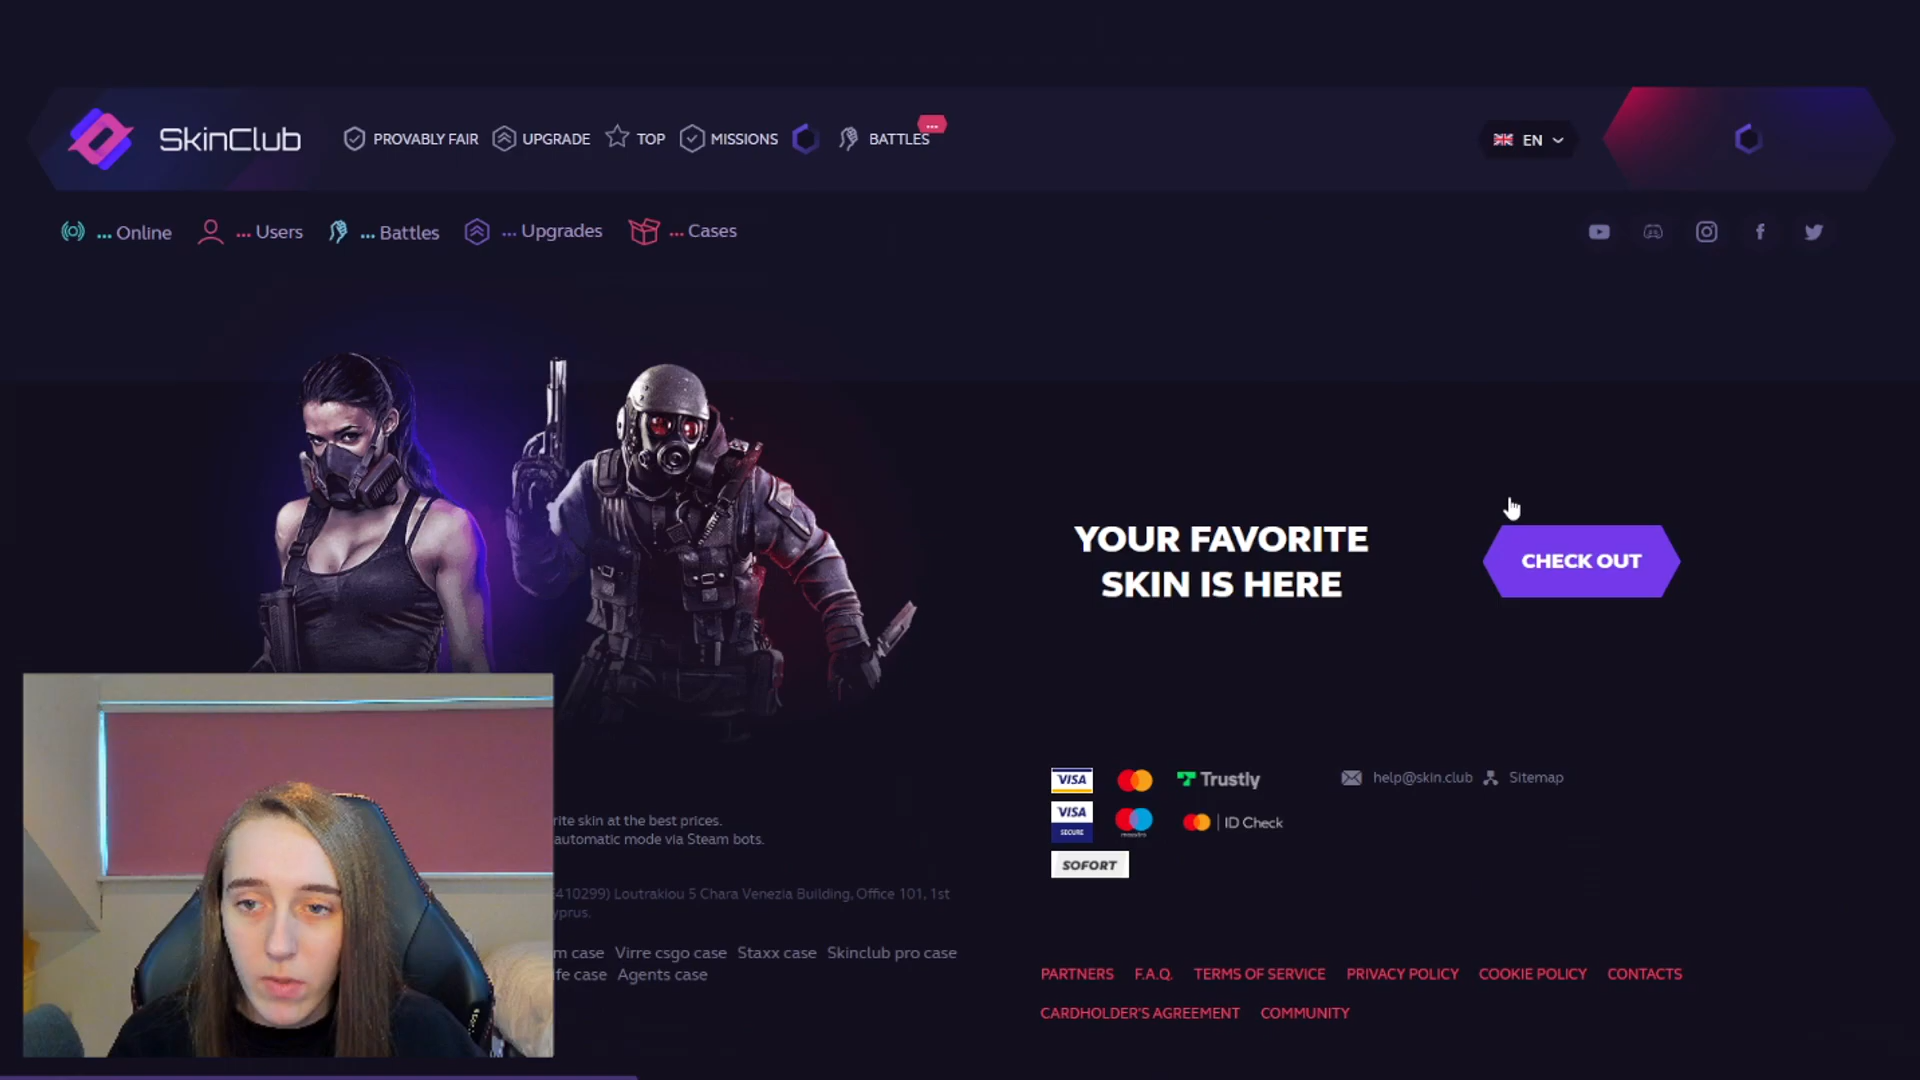 SkinClub
PROVABLY FAIR
UPGRADE
TOP
MISSIONS
BATTLES
...
EN
... Online
... Users
... Battles
... Upgrades
... Cases
YOUR FAVORITE
SKIN IS HERE
CHECK OUT
VISA
Trustly
help@skin.club
Sitemap
VISA
SECURE
maestro
ID Check
SOFORT
skin at the best prices.
automatic mode via Steam bots.
410299) Loutrakiou 5 Chara Venezia Building, Office 101, 1st
case Virre csgo case Staxx case Skinclub pro case
case Agents case
PARTNERS F.A.Q. TERMS OF SERVICE PRIVACY POLICY COOKIE POLICY CONTACTS
CARDHOLDER'S AGREEMENT COMMUNITY